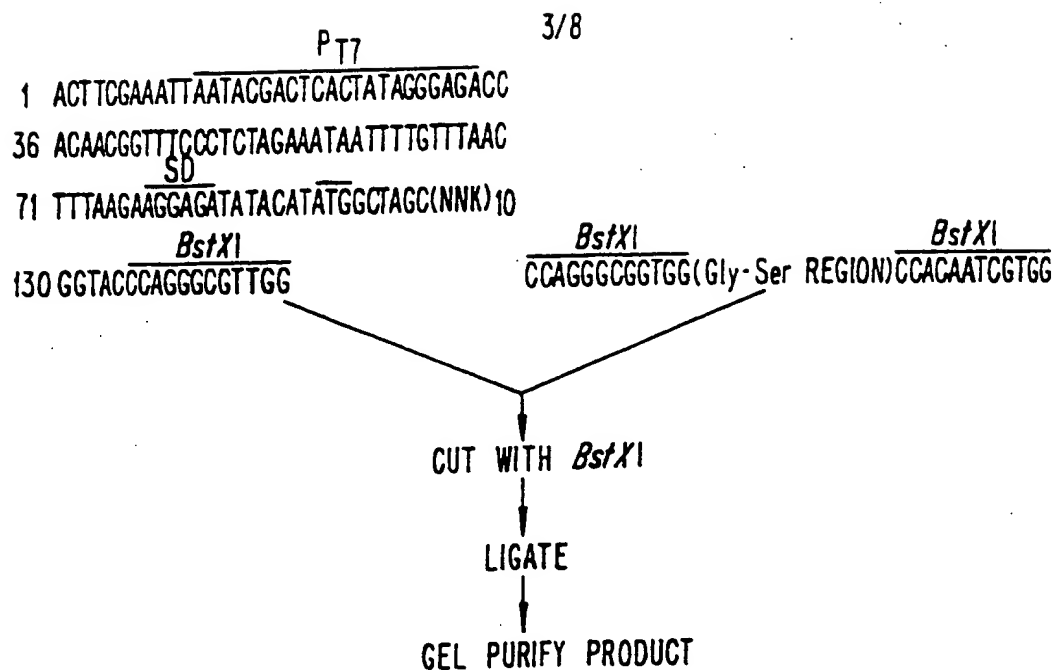 3/8
PT7
1 ACTTCGAAATTAATACGACTCACTATAGGGAGACC
36 ACAACGGTTTCCCTCTAGAAATAATTTTGTTTAAC
SD
71 TTTAAGAAGGAGATATACATATGGCTAGC(NNK)10
BstXI
130 GGTACCCAGGGCGTTGG
BstXI BstXI
CCAGGGCGGTGG(Gly-Ser REGION)CCACAATCGTGG
CUT WITH BstXI
LIGATE
GEL PURIFY PRODUCT